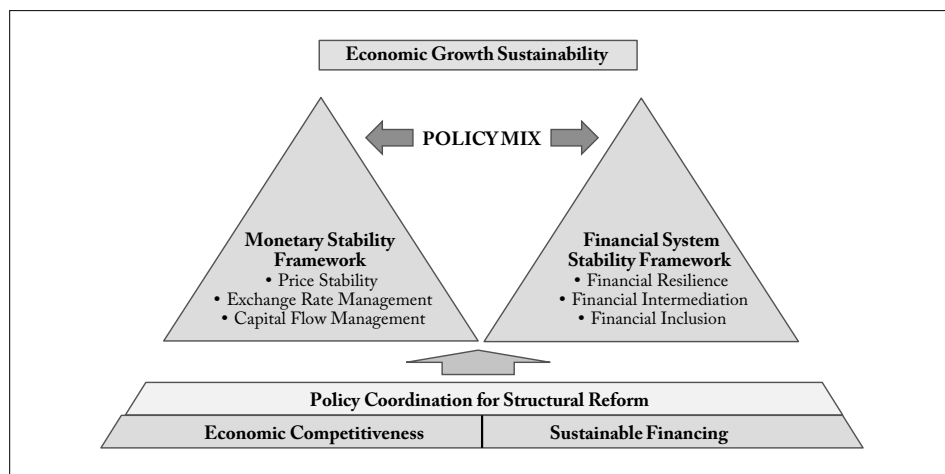 Economic Growth Sustainability
POLICY MIX
Monetary Stability
Framework
• Price Stability
• Exchange Rate Management
• Capital Flow Management
Financial System
Stability Framework
• Financial Resilience
• Financial Intermediation
• Financial Inclusion
Policy Coordination for Structural Reform
Economic Competitiveness
Sustainable Financing